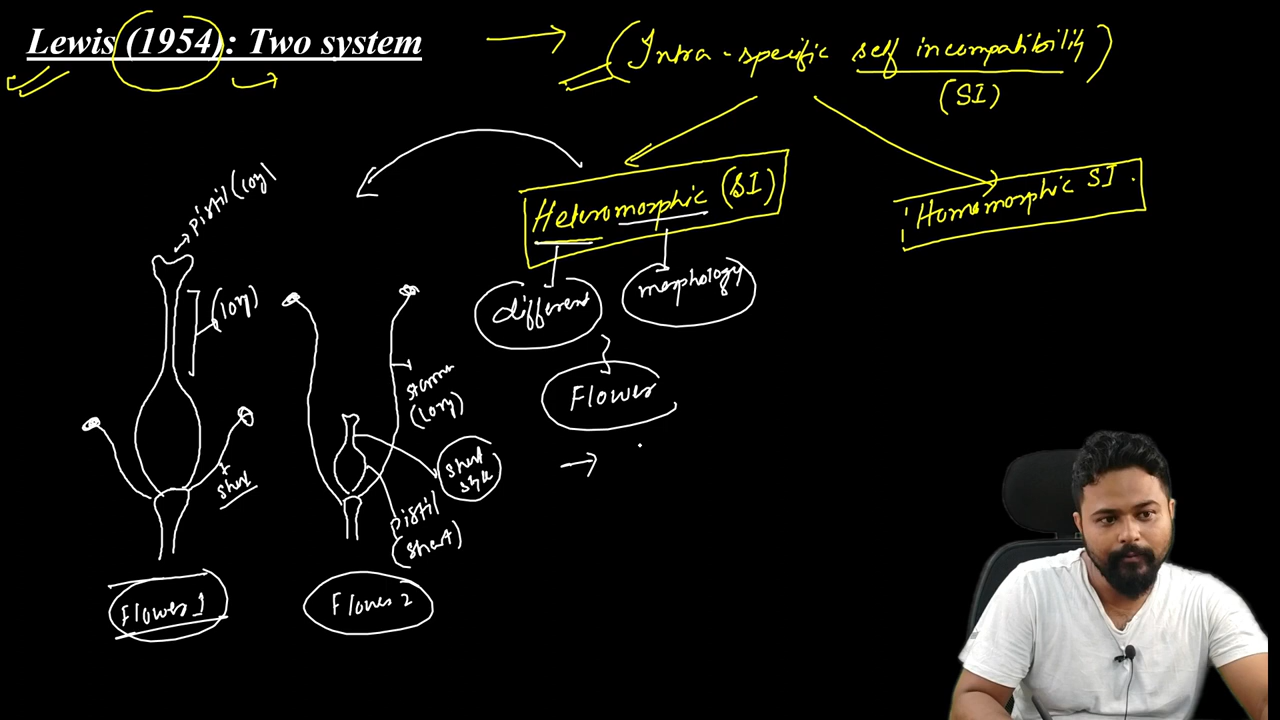 Lewis (1954): Two system
(Intra-specific self incompatibility)
(SI)
Heteromorphic (SI)
Homomorphic SI.
different
morphology
Flower
pistil (long)
(long)
short
Flower 1
stamen
(long)
short
style
pistil
(short)
Flower 2